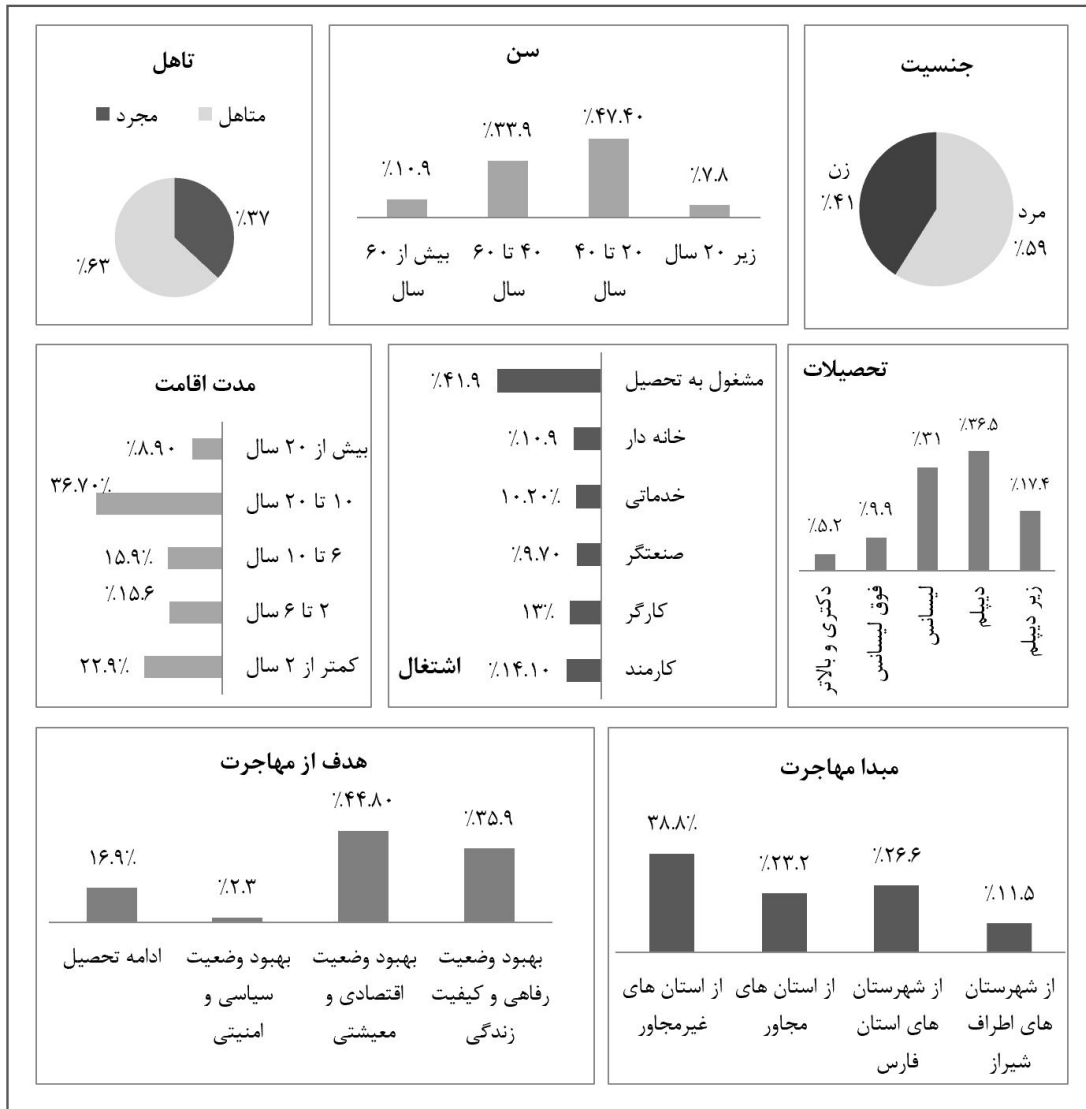 جنسیت
زن
٪۴۱
مرد
٪۵۹
سن
٪۷.۸
٪۴۷.۴۰
٪۳۳.۹
٪۱۰.۹
زیر ۲۰ سال
۲۰ تا ۴۰
سال
۴۰ تا ۶۰
سال
بیش از ۶۰
سال
تاهل
متاهل
مجرد
٪۳۷
٪۶۳
تحصیلات
٪۱۷.۴
٪۳۶.۵
٪۳۱
٪۹.۹
٪۵.۲
زیر دیپلم
دیپلم
لیسانس
فوق لیسانس
دکتری و بالاتر
مشغول به تحصیل
٪۴۱.۹
خانه دار
٪۱۰.۹
خدماتی
۱۰.۲۰٪
صنعتگر
٪۹.۷۰
کارگر
۱۳٪
کارمند
٪۱۴.۱۰
اشتغال
مدت اقامت
بیش از ۲۰ سال
٪۸.۹۰
۱۰ تا ۲۰ سال
۳۶.۷۰٪
۶ تا ۱۰ سال
۱۵.۹٪
۲ تا ۶ سال
٪۱۵.۶
کمتر از ۲ سال
۲۲.۹٪
مبدا مهاجرت
٪۱۱.۵
٪۲۶.۶
٪۲۳.۲
۳۸.۸٪
از شهرستان
های اطراف
شیراز
از شهرستان
های استان
فارس
از استان های
مجاور
از استان های
غیرمجاور
هدف از مهاجرت
٪۳۵.۹
٪۴۴.۸۰
٪۲.۳
۱۶.۹٪
بهبود وضعیت
رفاهی و کیفیت
زندگی
بهبود وضعیت
اقتصادی و
معیشتی
بهبود وضعیت
سیاسی و
امنیتی
ادامه تحصیل